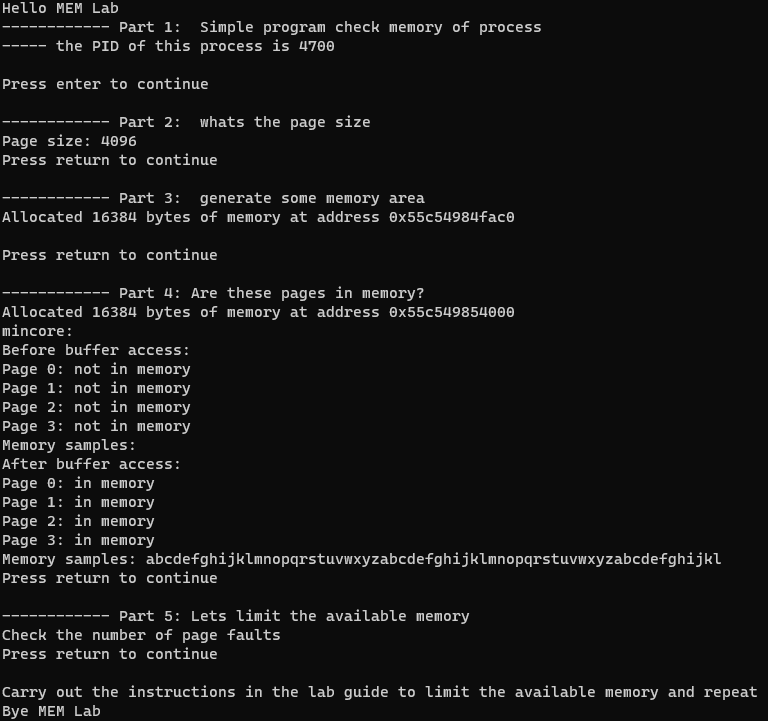 Hello MEM Lab
------------ Part 1:  Simple program check memory of process
----- the PID of this process is 4700
Press enter to continue
------------ Part 2:  whats the page size
Page size: 4096
Press return to continue
------------ Part 3:  generate some memory area
Allocated 16384 bytes of memory at address 0x55c54984fac0
Press return to continue
------------ Part 4: Are these pages in memory?
Allocated 16384 bytes of memory at address 0x55c549854000
mincore:
Before buffer access:
Page 0: not in memory
Page 1: not in memory
Page 2: not in memory
Page 3: not in memory
Memory samples:
After buffer access:
Page 0: in memory
Page 1: in memory
Page 2: in memory
Page 3: in memory
Memory samples: abcdefghijklmnopqrstuvwxyzabcdefghijklmnopqrstuvwxyzabcdefghijkl
Press return to continue
------------ Part 5: Lets limit the available memory
Check the number of page faults
Press return to continue
Carry out the instructions in the lab guide to limit the available memory and repeat
Bye MEM Lab